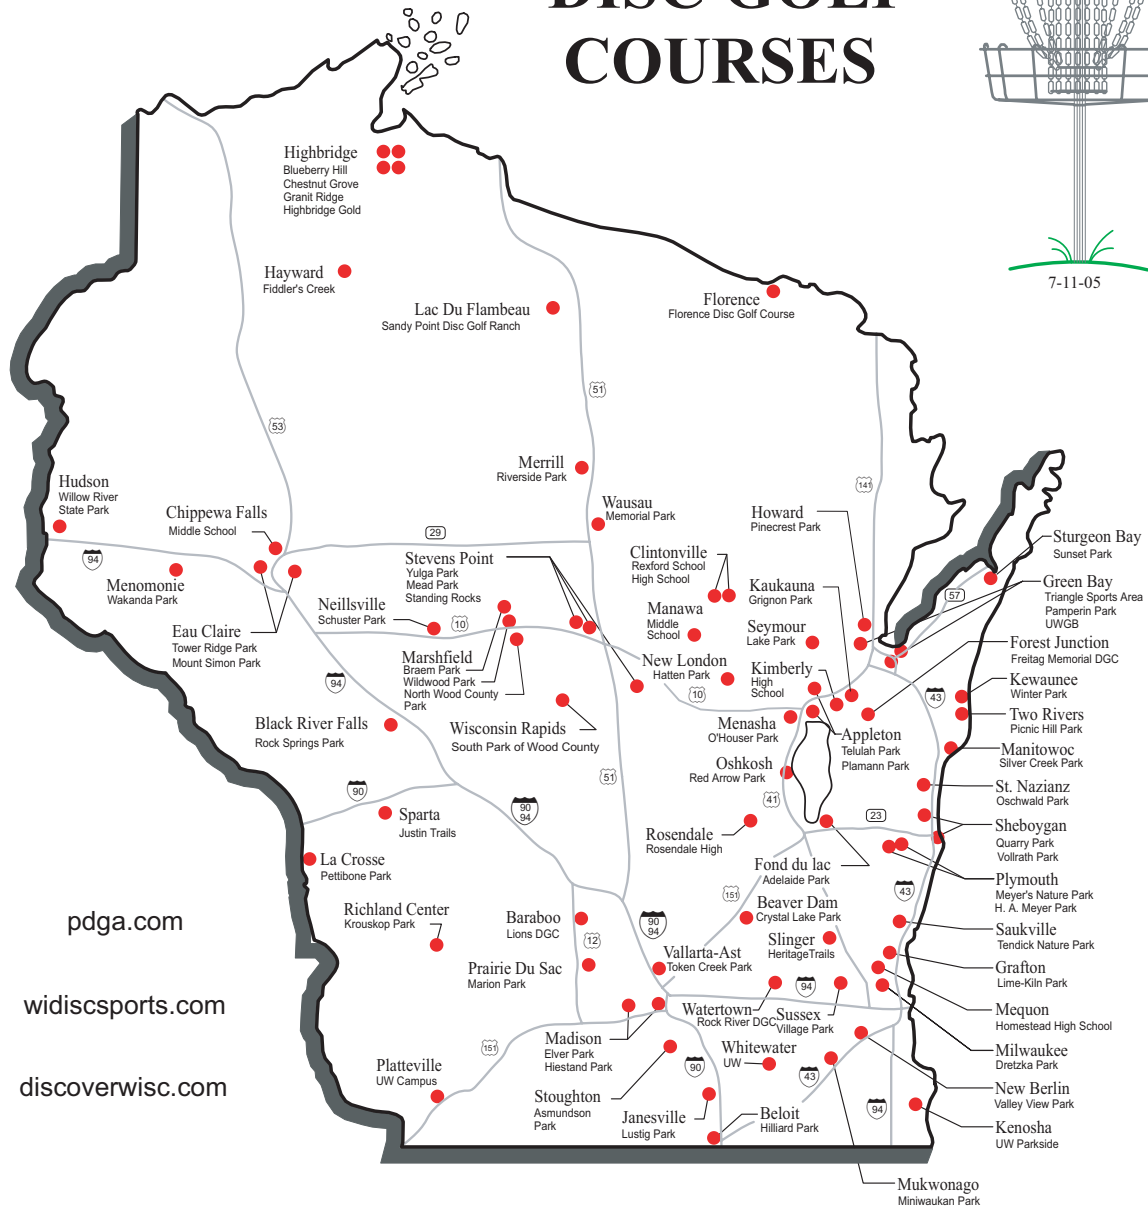 DISC GOLF
COURSES
7-11-05
Highbridge
Blueberry Hill
Chestnut Grove
Granit Ridge
Highbridge Gold
Hayward
Fiddler's Creek
Lac Du Flambeau
Sandy Point Disc Golf Ranch
Florence
Florence Disc Golf Course
51
53
141
Merrill
Riverside Park
Hudson
Willow River
State Park
Chippewa Falls
Middle School
Wausau
Memorial Park
Howard
Pinecrest Park
29
94
Menomonie
Wakanda Park
Stevens Point
Yulga Park
Mead Park
Standing Rocks
Clintonville
Rexford School
High School
Kaukauna
Grignon Park
Sturgeon Bay
Sunset Park
57
Green Bay
Triangle Sports Area
Pamperin Park
UWGB
Neillsville
Schuster Park
10
Manawa
Middle
School
Seymour
Lake Park
Eau Claire
Tower Ridge Park
Mount Simon Park
Forest Junction
Freitag Memorial DGC
Marshfield
Braem Park
Wildwood Park
North Wood County
Park
New London
Hatten Park
10
Kimberly
High
School
94
43
Kewaunee
Winter Park
Two Rivers
Picnic Hill Park
Black River Falls
Rock Springs Park
Wisconsin Rapids
South Park of Wood County
Menasha
O'Houser Park
Appleton
Telulah Park
Plamann Park
Manitowoc
Silver Creek Park
Oshkosh
Red Arrow Park
51
90
41
St. Nazianz
Oschwald Park
90
94
Sparta
Justin Trails
23
Sheboygan
Quarry Park
Vollrath Park
Rosendale
Rosendale High
La Crosse
Pettibone Park
Fond du lac
Adelaide Park
Plymouth
Meyer's Nature Park
H. A. Meyer Park
43
151
Richland Center
Krouskop Park
Baraboo
Lions DGC
Beaver Dam
Crystal Lake Park
pdga.com
90
94
12
Saukville
Tendick Nature Park
Slinger
HeritageTrails
Vallarta-Ast
Token Creek Park
Prairie Du Sac
Marion Park
Grafton
Lime-Kiln Park
94
widiscsports.com
Watertown
Rock River DGC
Sussex
Village Park
Mequon
Homestead High School
Madison
Elver Park
Hiestand Park
151
Whitewater
UW
Milwaukee
Dretzka Park
Platteville
UW Campus
90
43
discoverwisc.com
Stoughton
Asmundson
Park
New Berlin
Valley View Park
Janesville
Lustig Park
Beloit
Hilliard Park
94
Kenosha
UW Parkside
Mukwonago
Miniwaukan Park